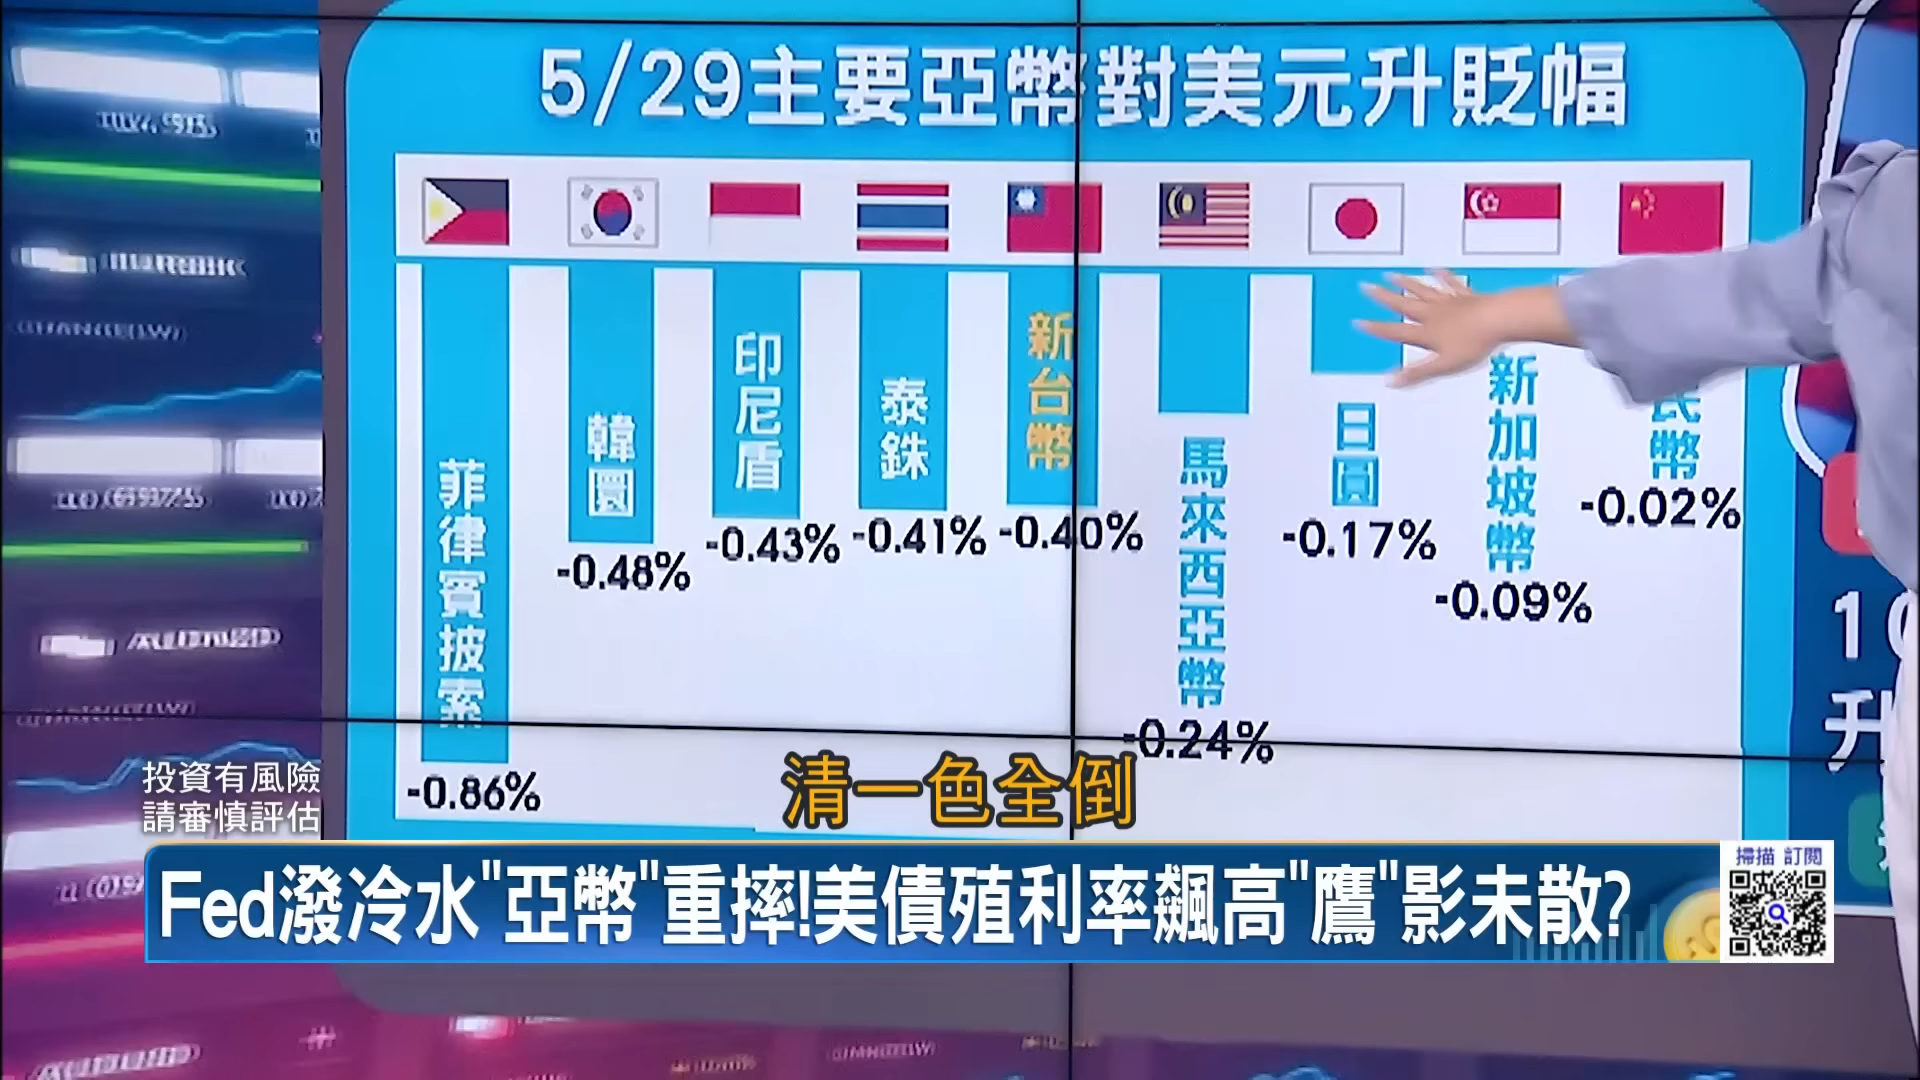 5/29主要亞幣對美元升貶幅
菲律賓披索
-0.86%
韓圜
-0.48%
印尼盾
-0.43%
泰銖
-0.41%
新台幣
-0.40%
馬來西亞幣
-0.24%
日圓
-0.17%
新加坡幣
-0.09%
民幣
-0.02%
10
升
投資有風險
請審慎評估
清一色全倒
Fed潑冷水"亞幣"重摔!美債殖利率飆高"鷹"影未散?
掃描 訂閱